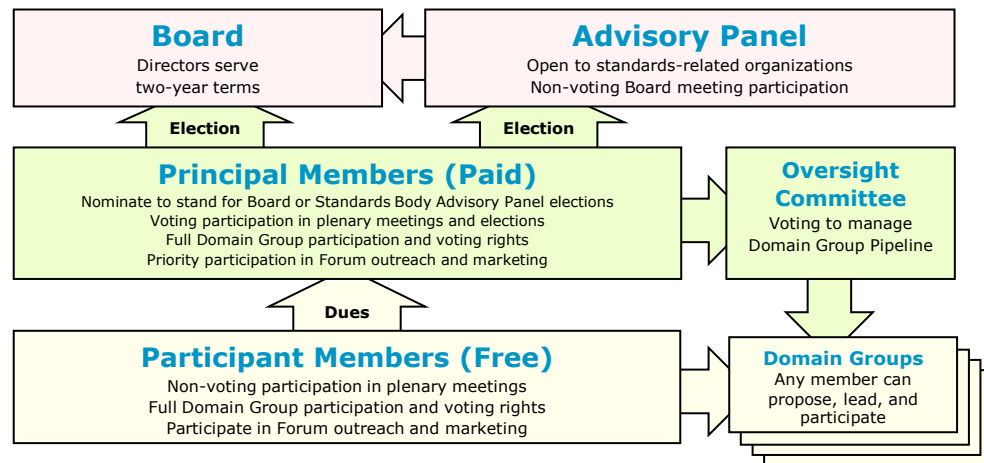 Board
Directors serve
two-year terms
Advisory Panel
Open to standards-related organizations
Non-voting Board meeting participation
Election
Election
Principal Members (Paid)
Nominate to stand for Board or Standards Body Advisory Panel elections
Voting participation in plenary meetings and elections
Full Domain Group participation and voting rights
Priority participation in Forum outreach and marketing
Oversight
Committee
Voting to manage
Domain Group Pipeline
Dues
Participant Members (Free)
Non-voting participation in plenary meetings
Full Domain Group participation and voting rights
Participate in Forum outreach and marketing
Domain Groups
Any member can
propose, lead, and
participate